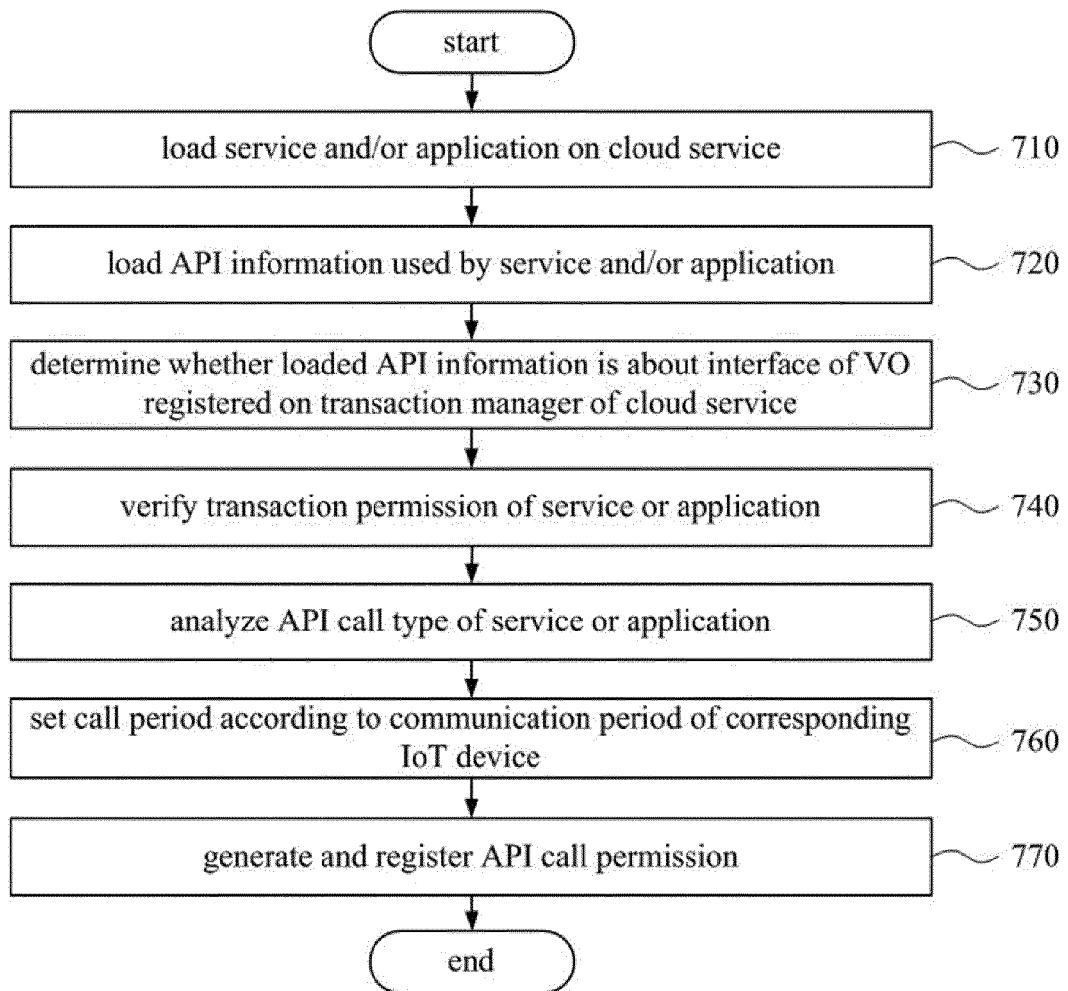 start
load service and/or application on cloud service
710
load API information used by service and/or application
720
determine whether loaded API information is about interface of VO
registered on transaction manager of cloud service
730
verify transaction permission of service or application
740
analyze API call type of service or application
750
set call period according to communication period of corresponding
IoT device
760
generate and register API call permission
770
end